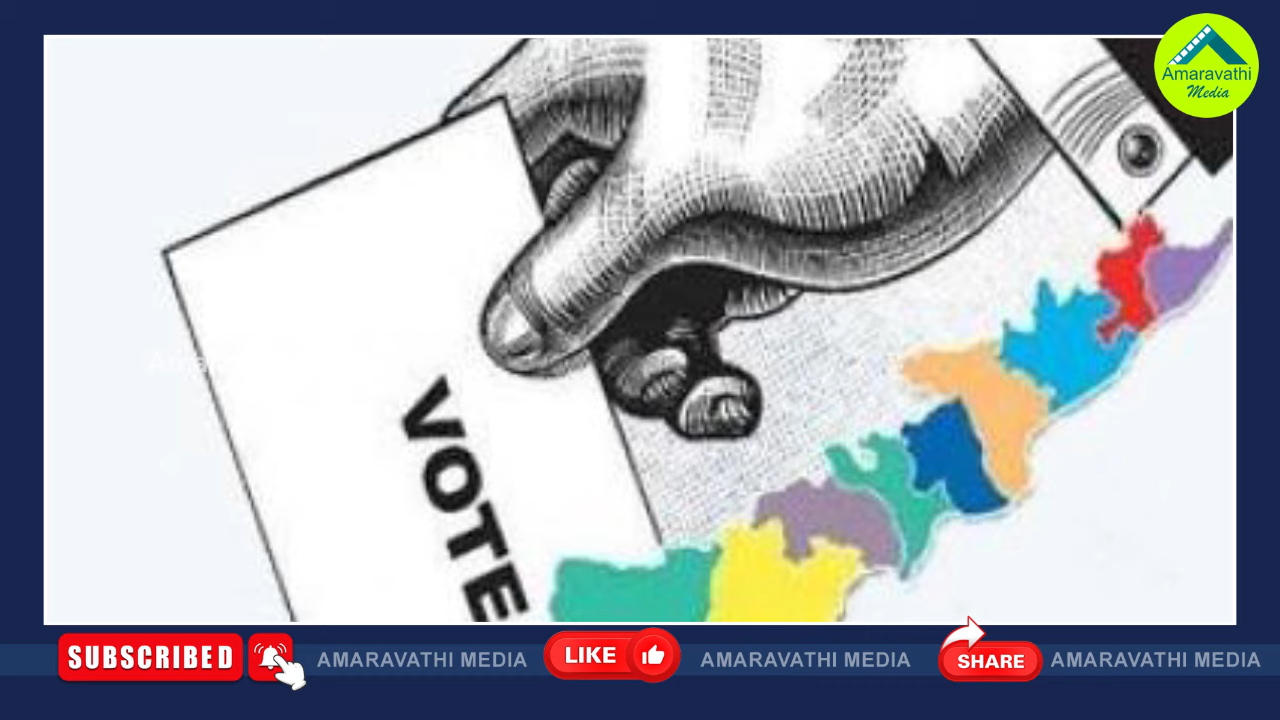 Amaravathi
Media
VOTE
SUBSCRIBED
AMARAVATHI MEDIA
LIKE
AMARAVATHI MEDIA
SHARE
AMARAVATHI MEDIA